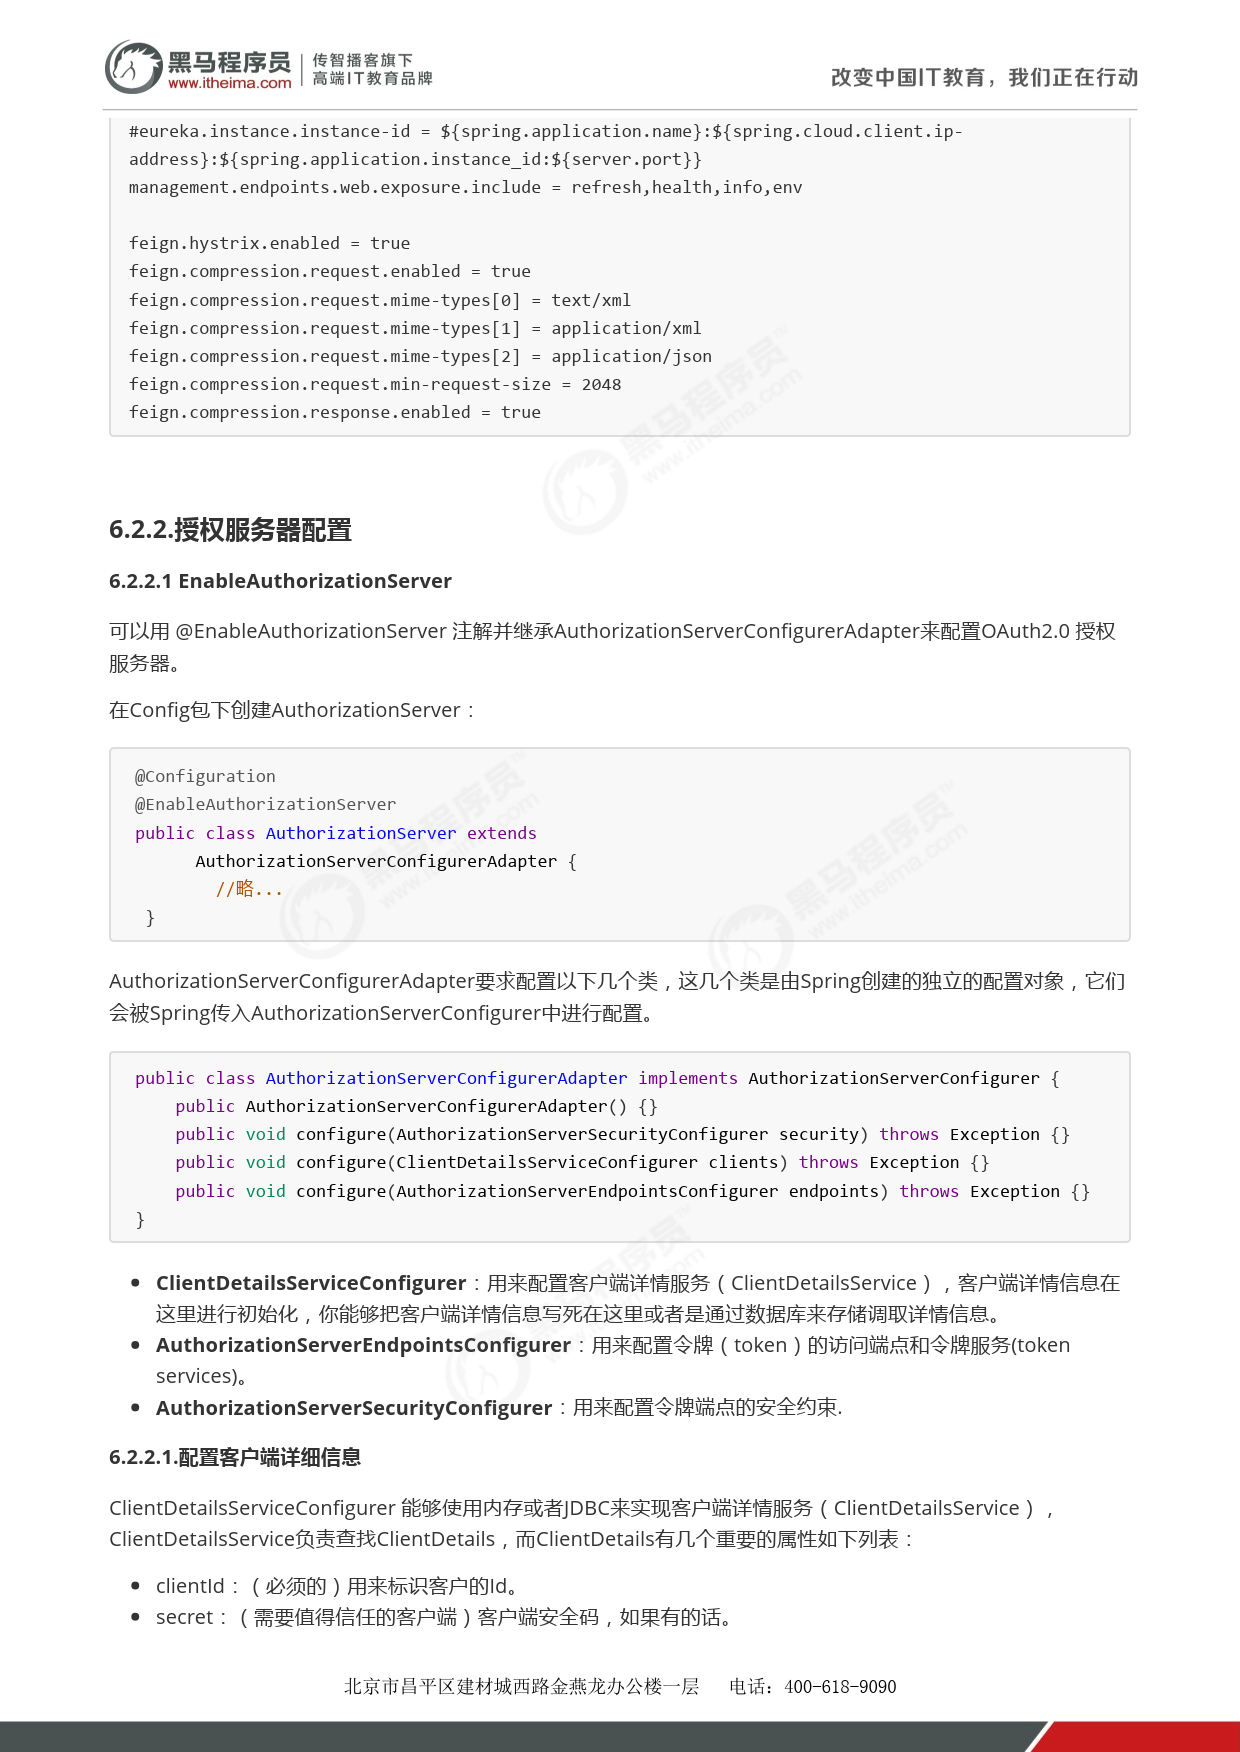 黑马程序员
www.itheima.com
传智播客旗下
高端IT教育品牌
改变中国IT教育，我们正在行动
#eureka.instance.instance-id = ${spring.application.name}:${spring.cloud.client.ip-
address}:${spring.application.instance_id:${server.port}}
management.endpoints.web.exposure.include = refresh,health,info,env
feign.hystrix.enabled = true
feign.compression.request.enabled = true
feign.compression.request.mime-types[0] = text/xml
feign.compression.request.mime-types[1] = application/xml
feign.compression.request.mime-types[2] = application/json
feign.compression.request.min-request-size = 2048
feign.compression.response.enabled = true
6.2.2.授权服务器配置
6.2.2.1 EnableAuthorizationServer
可以用 @EnableAuthorizationServer 注解并继承AuthorizationServerConfigurerAdapter来配置OAuth2.0 授权
服务器。
在Config包下创建AuthorizationServer：
@Configuration
@EnableAuthorizationServer
public class AuthorizationServer extends
AuthorizationServerConfigurerAdapter {
//略...
}
AuthorizationServerConfigurerAdapter要求配置以下几个类，这几个类是由Spring创建的独立的配置对象，它们
会被Spring传入AuthorizationServerConfigurer中进行配置。
public class AuthorizationServerConfigurerAdapter implements AuthorizationServerConfigurer {
public AuthorizationServerConfigurerAdapter() {}
public void configure(AuthorizationServerSecurityConfigurer security) throws Exception {}
public void configure(ClientDetailsServiceConfigurer clients) throws Exception {}
public void configure(AuthorizationServerEndpointsConfigurer endpoints) throws Exception {}
}
ClientDetailsServiceConfigurer：用来配置客户端详情服务（ClientDetailsService），客户端详情信息在
这里进行初始化，你能够把客户端详情信息写死在这里或者是通过数据库来存储调取详情信息。
AuthorizationServerEndpointsConfigurer：用来配置令牌（token）的访问端点和令牌服务(token
services)。
AuthorizationServerSecurityConfigurer：用来配置令牌端点的安全约束.
6.2.2.1.配置客户端详细信息
ClientDetailsServiceConfigurer 能够使用内存或者JDBC来实现客户端详情服务（ClientDetailsService），
ClientDetailsService负责查找ClientDetails，而ClientDetails有几个重要的属性如下列表：
clientId：（必须的）用来标识客户的Id。
secret：（需要值得信任的客户端）客户端安全码，如果有的话。
北京市昌平区建材城西路金燕龙办公楼一层 电话：400-618-9090